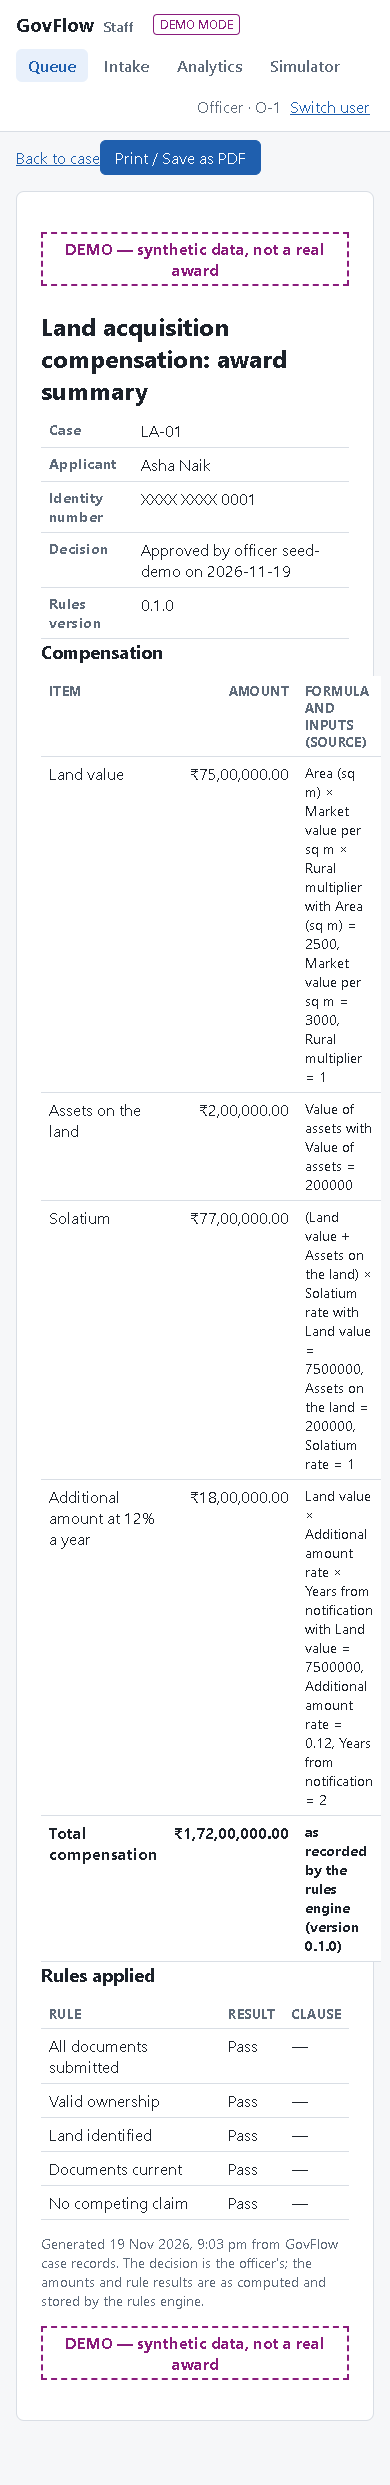 GovFlow Staff DEMO MODE
Queue Intake Analytics Simulator
Officer · O-1 Switch user
Back to case Print / Save as PDF
DEMO — synthetic data, not a real
award
Land acquisition
compensation: award
summary
Case LA-01
Applicant Asha Naik
Identity
number XXXX XXXX 0001
Decision Approved by officer seed-
demo on 2026-11-19
Rules
version 0.1.0
Compensation
ITEM AMOUNT FORMULA
AND
INPUTS
(SOURCE)
Land value ₹75,00,000.00 Area (sq
m) ×
Market
value per
sq m ×
Rural
multiplier
with Area
(sq m) =
2500,
Market
value per
sq m =
3000,
Rural
multiplier
= 1
Assets on the
land ₹2,00,000.00 Value of
assets with
Value of
assets =
200000
Solatium ₹77,00,000.00 (Land
value +
Assets on
the land) ×
Solatium
rate with
Land value
=
7500000,
Assets on
the land =
200000,
Solatium
rate = 1
Additional
amount at 12%
a year ₹18,00,000.00 Land value
×
Additional
amount
rate ×
Years from
notification
with Land
value =
7500000,
Additional
amount
rate =
0.12, Years
from
notification
= 2
Total
compensation ₹1,72,00,000.00 as
recorded
by the
rules
engine
(version
0.1.0)
Rules applied
RULE RESULT CLAUSE
All documents
submitted Pass —
Valid ownership Pass —
Land identified Pass —
Documents current Pass —
No competing claim Pass —
Generated 19 Nov 2026, 9:03 pm from GovFlow
case records. The decision is the officer's; the
amounts and rule results are as computed and
stored by the rules engine.
DEMO — synthetic data, not a real
award